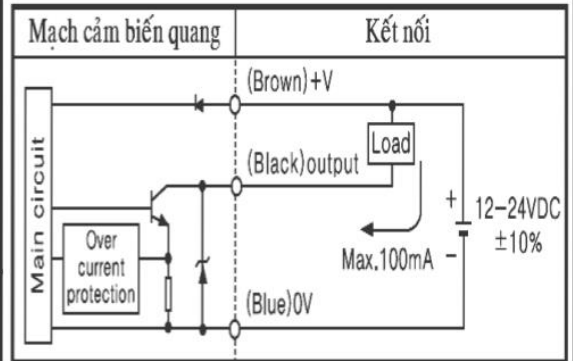 Mạch cảm biến quang
Kết nối
(Brown)+V
Load
(Black)output
Main circuit
+
12-24VDC
±10%
Over
current
protection
Max.100mA
−
(Blue)0V